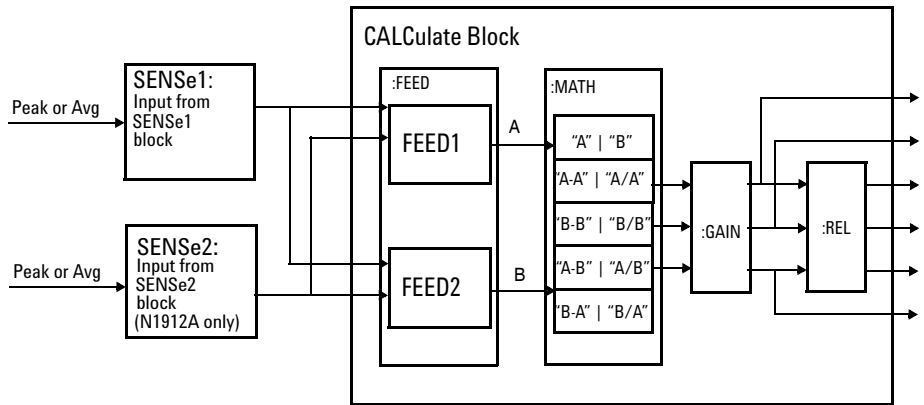 CALCulate Block
SENSe1:
Input from
SENSe1
block
Peak or Avg
:FEED
FEED1
A
:MATH
“A” | “B”
“A-A” | “A/A”
“B-B” | “B/B”
“A-B” | “A/B”
“B-A” | “B/A”
:GAIN
:REL
SENSe2:
Input from
SENSe2
block
(N1912A only)
Peak or Avg
FEED2
B